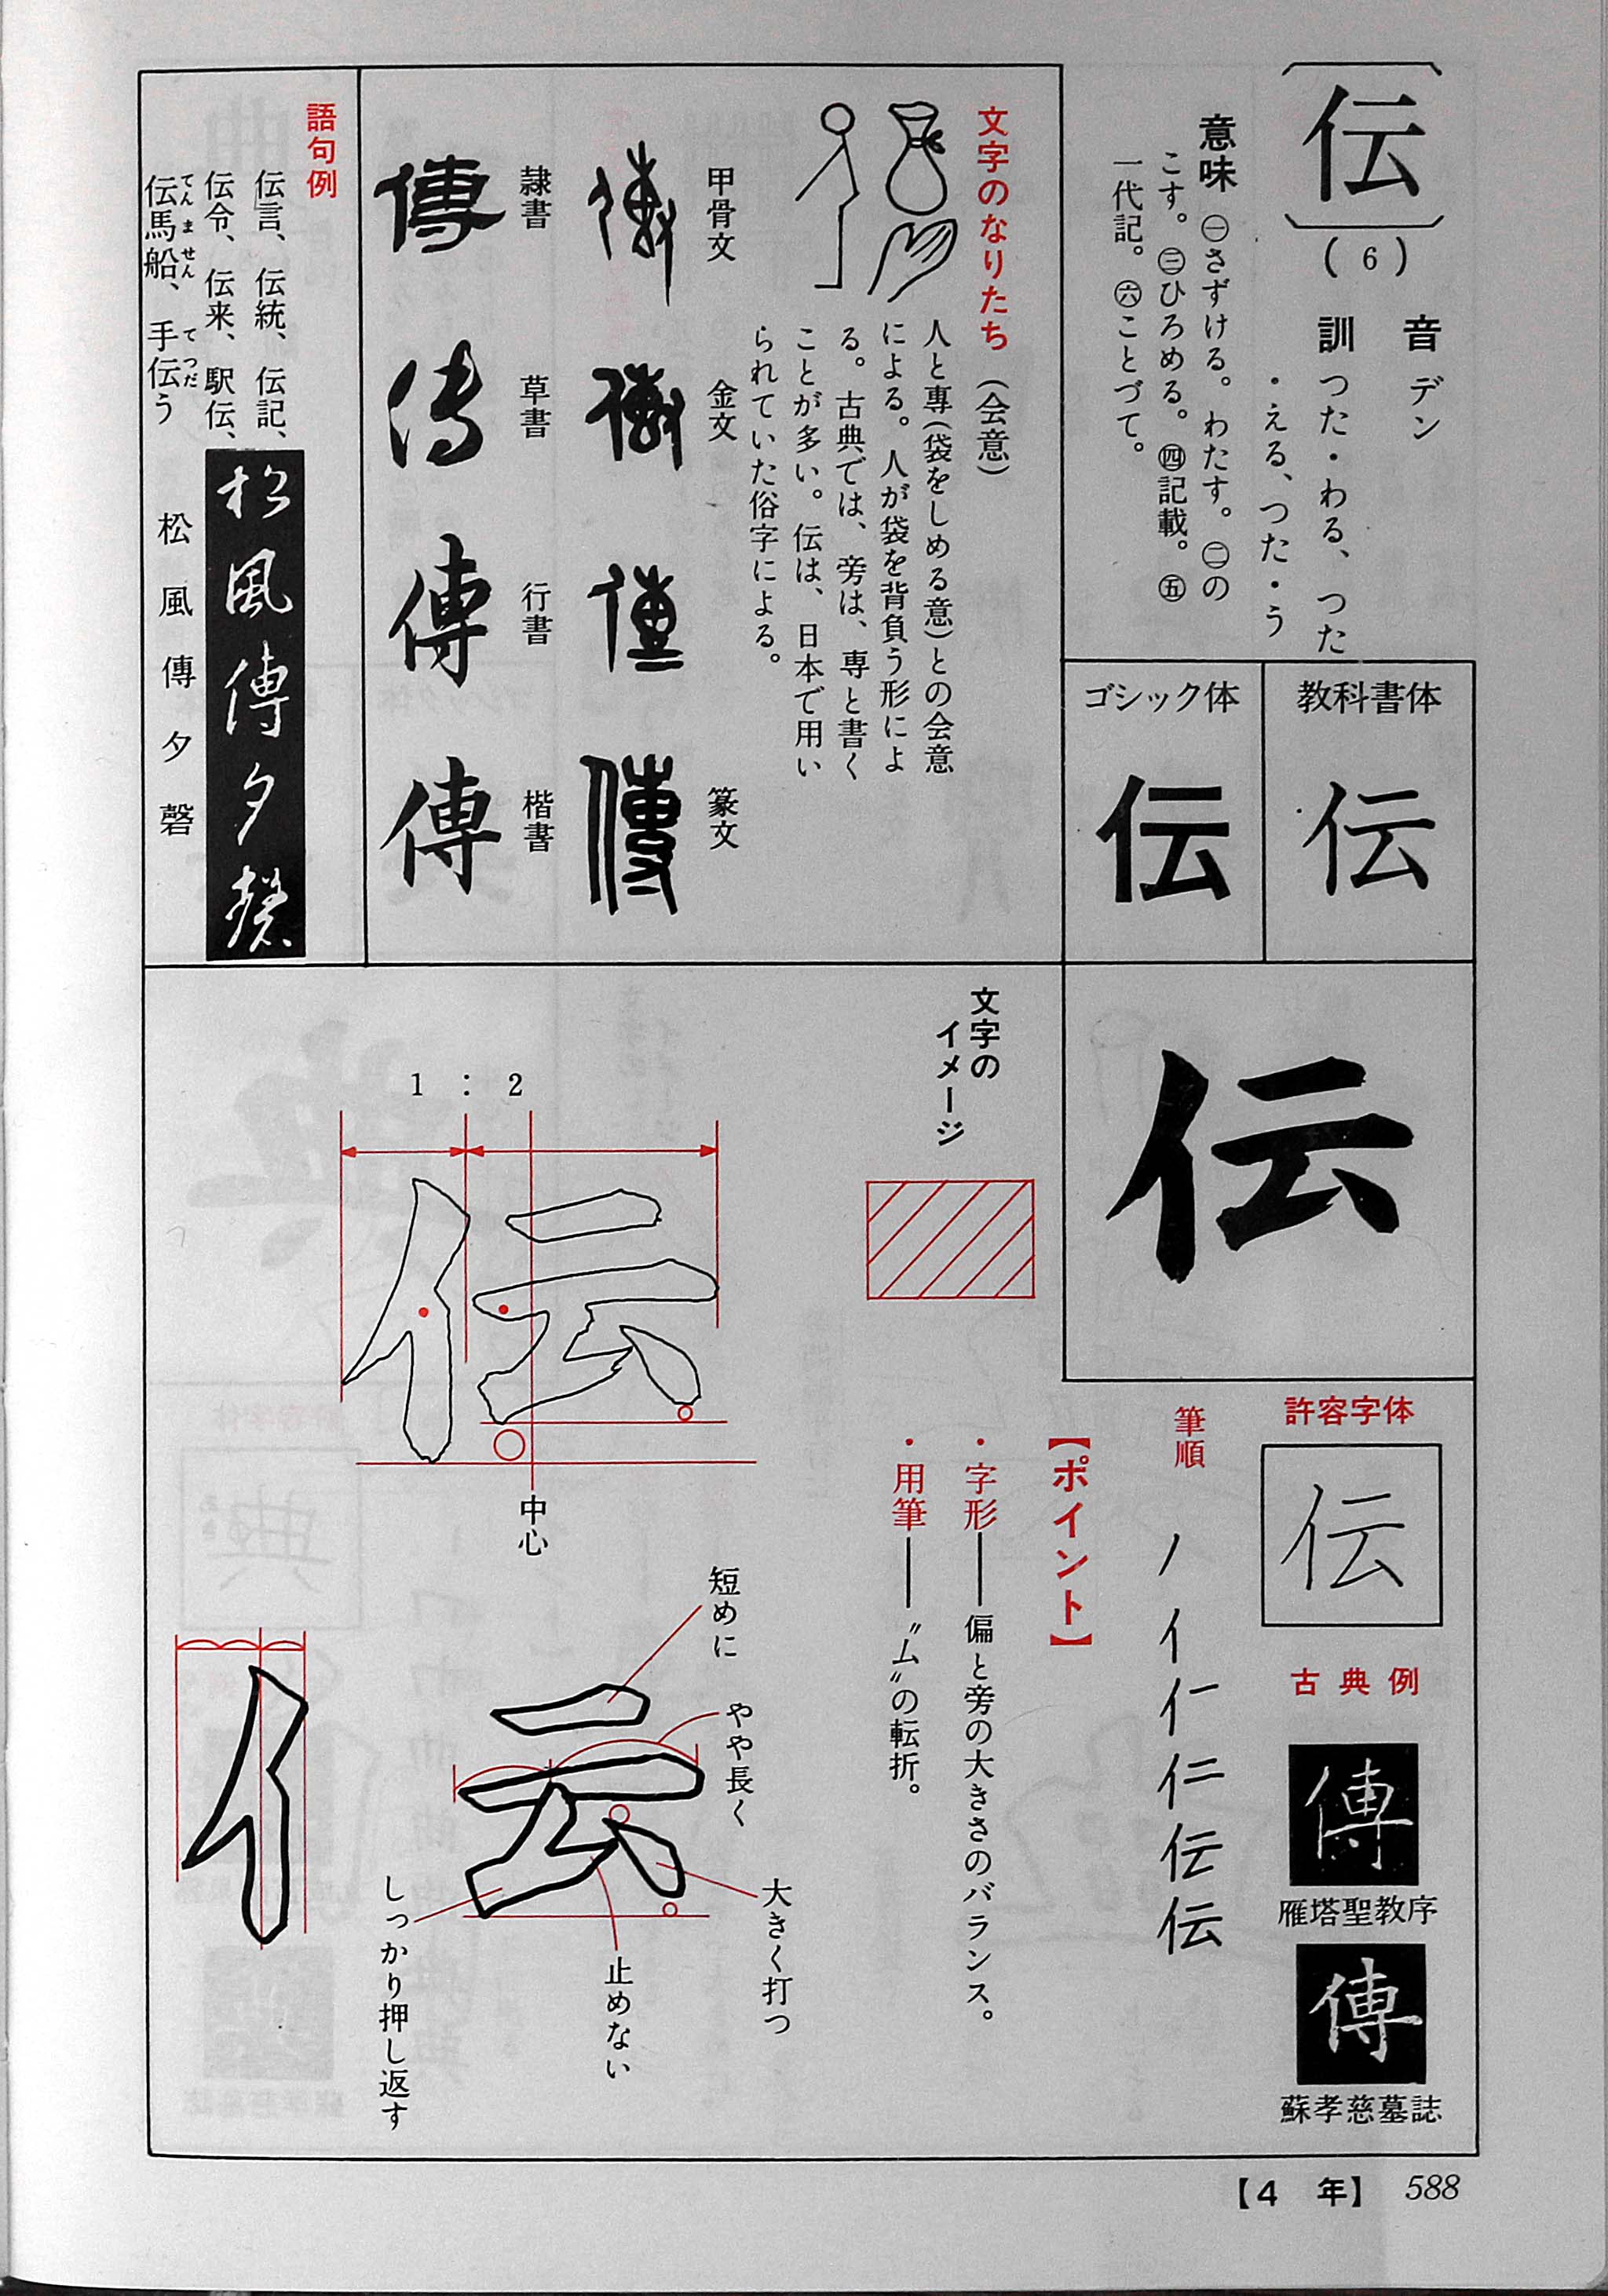 〔伝〕
(6)
音 デン
訓 つた・わる、つた
・える、つた・う
意味 ㊀さずける。わたす。㊁の
こす。㊂ひろめる。㊃記載。㊄
一代記。㊅ことづて。
教科書体
伝
ゴシック体
伝
文字のなりたち(会意)
人と專(袋をしめる意)との会意
による。人が袋を背負う形によ
る。古典では、旁は、専と書く
ことが多い。伝は、日本で用い
られていた俗字による。
甲骨文
金文
篆文
隷書
傳
草書
傳
行書
傳
楷書
傳
語句例
伝言、伝統、伝記、
伝令、伝来、駅伝、
てんません てつだ
伝馬船、手伝う
松風傳夕磬
松風傳夕磬
伝
許容字体
伝
古典例
傳
雁塔聖教序
傳
蘇孝慈墓誌
筆順
ノ イ 仁 伝 伝
【ポイント】
・字形——偏と旁の大きさのバランス。
・用筆——〝ム〟の転折。
文字の
イメージ
1:2
伝
中心
短めに
やや長く
大きく打つ
止めない
しっかり押し返す
【4 年】 588